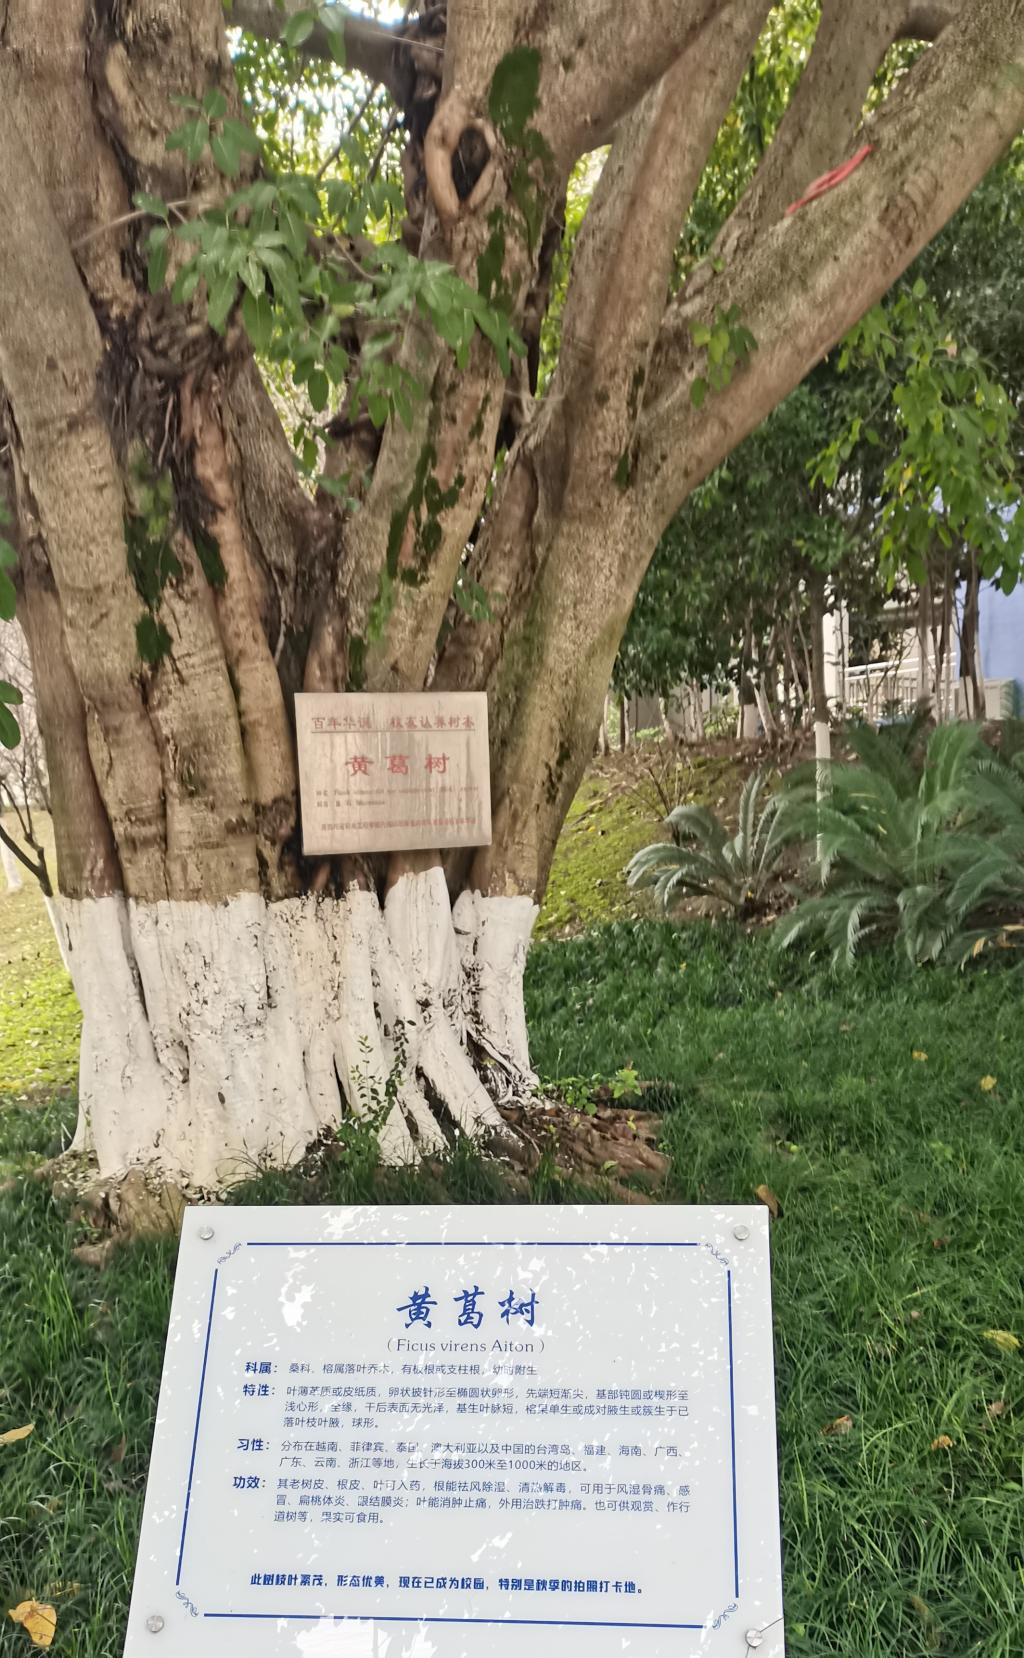 百年华诞 校友认养树木
黄葛树
黄葛树
(Ficus virens Aiton)
科属： 桑科、榕属落叶乔木，有板根或支柱根，幼时附生
特性： 叶薄革质或皮纸质，卵状披针形至椭圆状卵形，先端短渐尖，基部钝圆或楔形至
浅心形，全缘，干后表面无光泽，基生叶脉短，榕果单生或成对腋生或簇生于已
落叶枝叶腋，球形。
习性： 分布在越南、菲律宾、泰国、澳大利亚以及中国的台湾岛、福建、海南、广西、
广东、云南、浙江等地，生长于海拔300米至1000米的地区。
功效： 其老树皮、根皮、叶可入药，根能祛风除湿、清热解毒，可用于风湿骨痛、感
冒、扁桃体炎、眼结膜炎；叶能消肿止痛，外用治跌打肿痛。也可供观赏、作行
道树等，果实可食用。
此树枝叶繁茂，形态优美，现在已成为校园，特别是秋季的拍照打卡地。